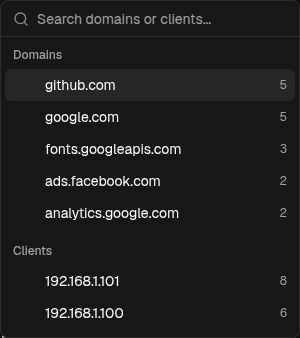 Search domains or clients...
Domains
github.com 5
google.com 5
fonts.googleapis.com 3
ads.facebook.com 2
analytics.google.com 2
Clients
192.168.1.101 8
192.168.1.100 6